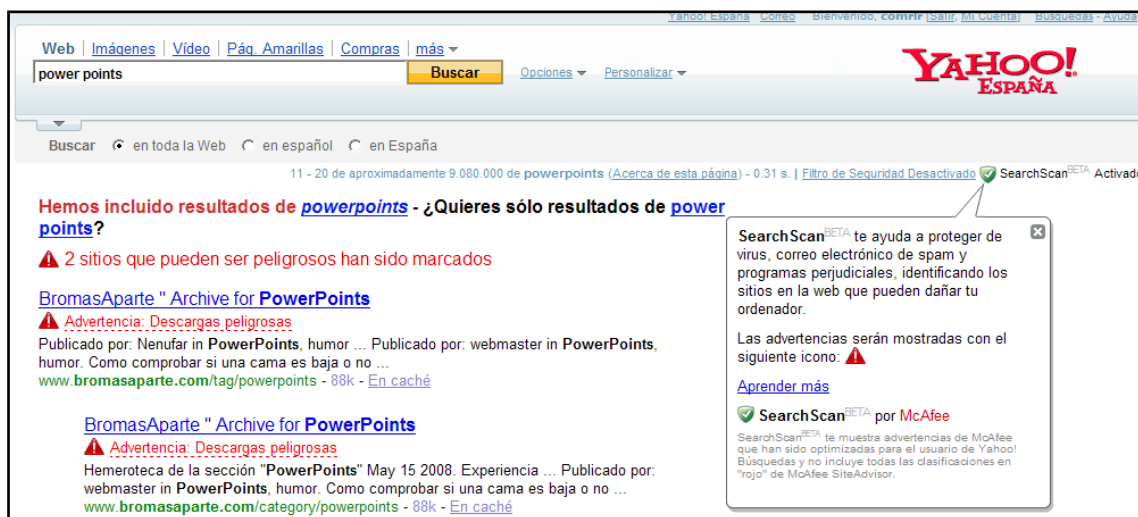 Yahoo! España Correo Bienvenido, comrir [Salir, Mi Cuenta] Búsquedas - Ayuda
Web | Imágenes | Vídeo | Pág. Amarillas | Compras | más
power points
Buscar
Opciones Personalizar
YAHOO!
ESPAÑA
Buscar en toda la Web en español en España
11 - 20 de aproximadamente 9.080.000 de powerpoints (Acerca de esta página) - 0.31 s. | Filtro de Seguridad Desactivado SearchScan BETA Activado
Hemos incluido resultados de powerpoints - ¿Quieres sólo resultados de power
points?
2 sitios que pueden ser peligrosos han sido marcados
BromasAparte " Archive for PowerPoints
Advertencia: Descargas peligrosas
Publicado por: Nenufar in PowerPoints, humor ... Publicado por: webmaster in PowerPoints,
humor. Como comprobar si una cama es baja o no ...
www.bromasaparte.com/tag/powerpoints - 88k - En caché
BromasAparte " Archive for PowerPoints
Advertencia: Descargas peligrosas
Hemeroteca de la sección "PowerPoints" May 15 2008. Experiencia ... Publicado por:
webmaster in PowerPoints, humor. Como comprobar si una cama es baja o no ...
www.bromasaparte.com/category/powerpoints - 88k - En caché
SearchScan BETA te ayuda a proteger de
virus, correo electrónico de spam y
programas perjudiciales, identificando los
sitios en la web que pueden dañar tu
ordenador.
Las advertencias serán mostradas con el
siguiente icono:
Aprender más
SearchScan BETA por McAfee
SearchScan BETA te muestra advertencias de McAfee
que han sido optimizadas para el usuario de Yahoo!
Búsquedas y no incluye todas las clasificaciones en
"rojo" de McAfee SiteAdvisor.